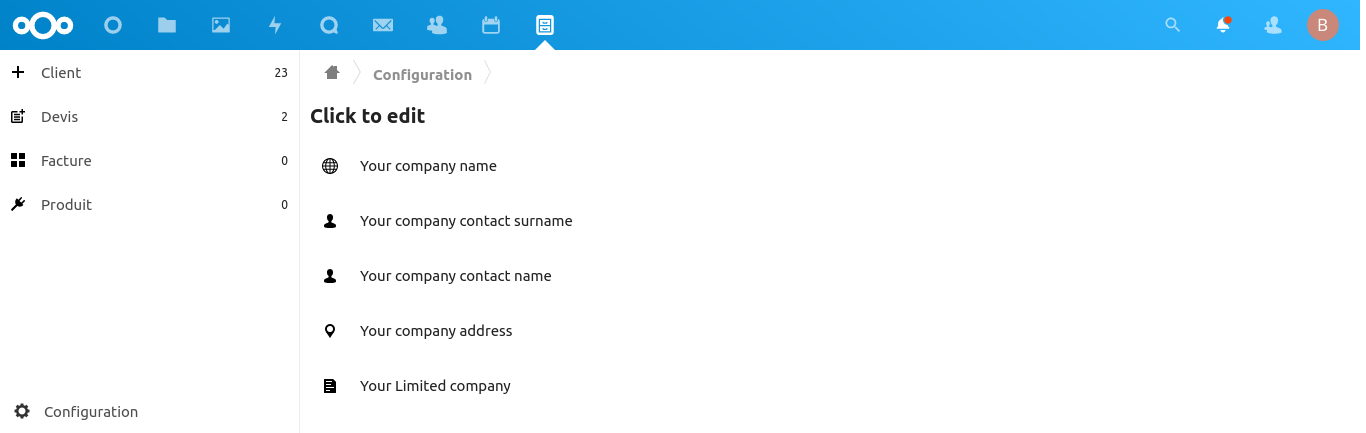 B
Client 23
Devis 2
Facture 0
Produit 0
Configuration
Configuration
Click to edit
Your company name
Your company contact surname
Your company contact name
Your company address
Your Limited company